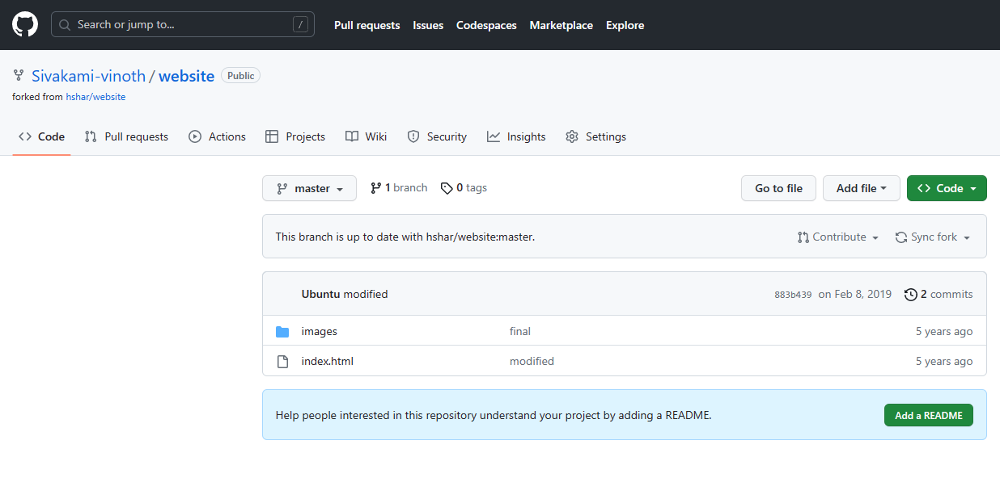 Search or jump to... / Pull requests Issues Codespaces Marketplace Explore
Sivakami-vinoth / website Public
forked from hshar/website
Code Pull requests Actions Projects Wiki Security Insights Settings
master 1 branch 0 tags Go to file Add file Code
This branch is up to date with hshar/website:master. Contribute Sync fork
Ubuntu modified 883b439 on Feb 8, 2019 2 commits
images final 5 years ago
index.html modified 5 years ago
Help people interested in this repository understand your project by adding a README. Add a README